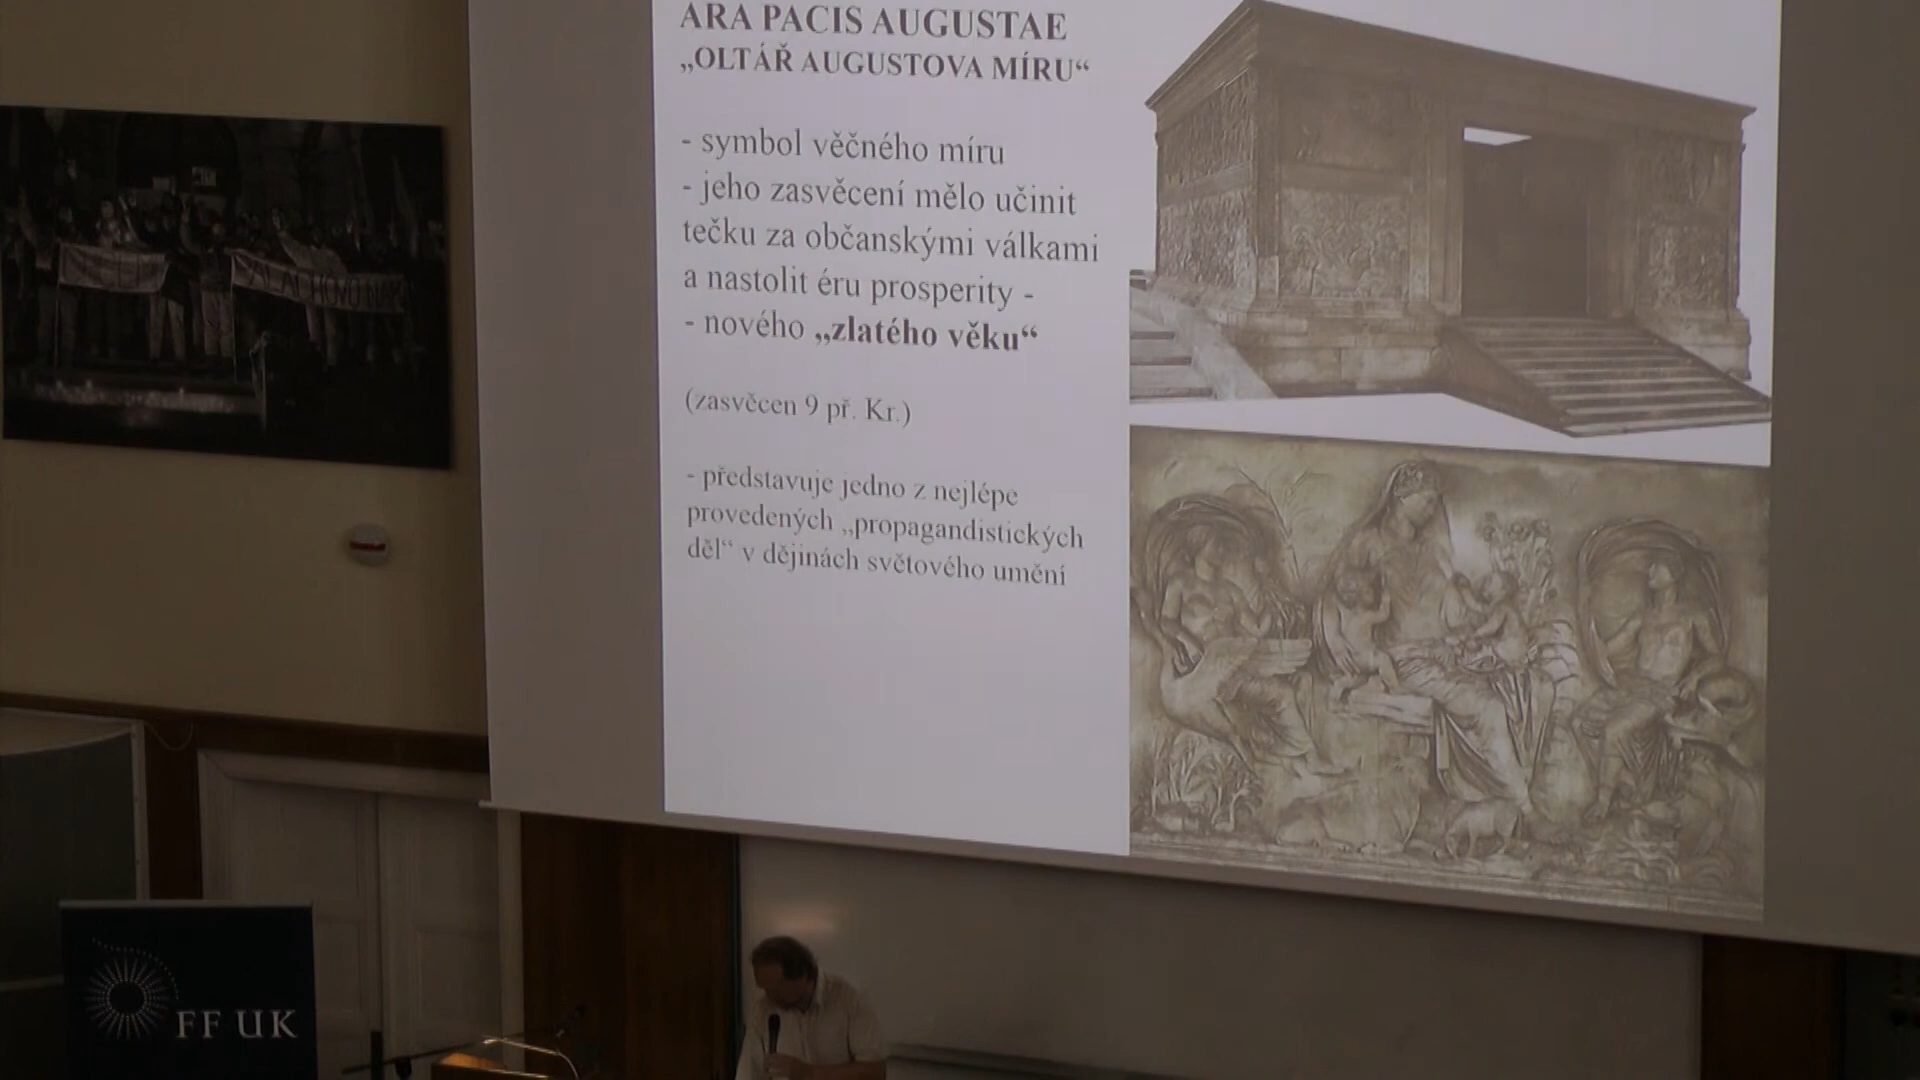 ARA PACIS AUGUSTAE
„OLTÁŘ AUGUSTOVA MÍRU“
- symbol věčného míru
- jeho zasvěcení mělo učinit
tečku za občanskými válkami
a nastolit éru prosperity -
- nového „zlatého věku“
(zasvěcen 9 př. Kr.)
- představuje jedno z nejlépe
provedených „propagandistických
děl“ v dějinách světového umění
FF UK